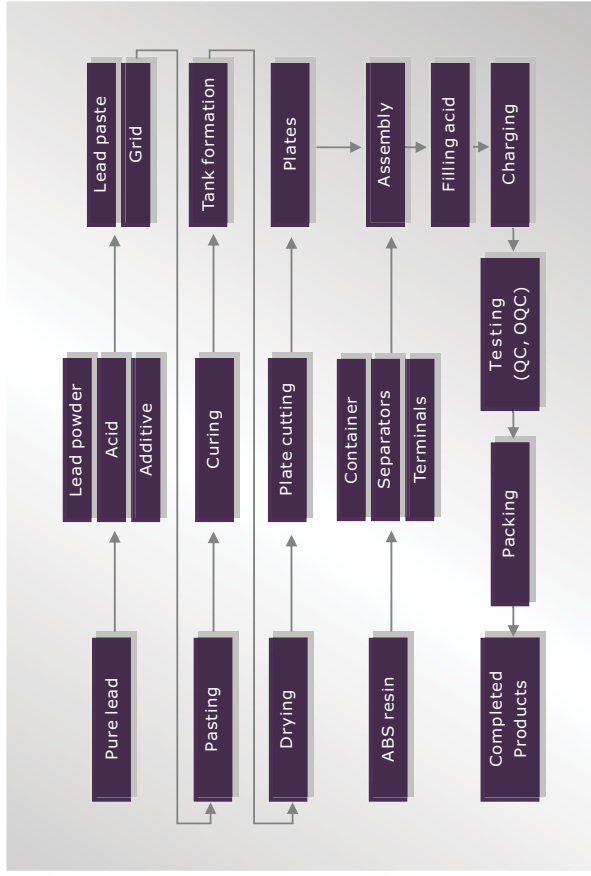 Pure lead
Lead powder
Acid
Additive
Lead paste
Grid
Pasting
Curing
Tank formation
Drying
Plate cutting
Plates
ABS resin
Container
Separators
Terminals
Assembly
Filling acid
Charging
Testing
(QC, OQC)
Packing
Completed
Products